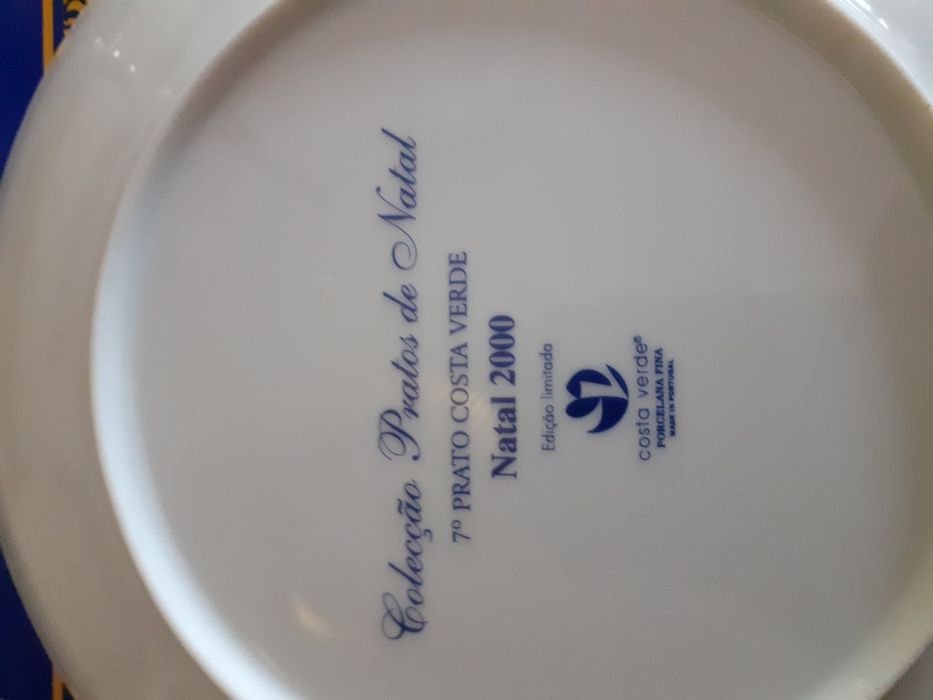 Colecção Pratos de Natal
7º PRATO COSTA VERDE
Natal 2000
Edição limitada
costa verde®
PORCELANA FINA
MADE IN PORTUGAL